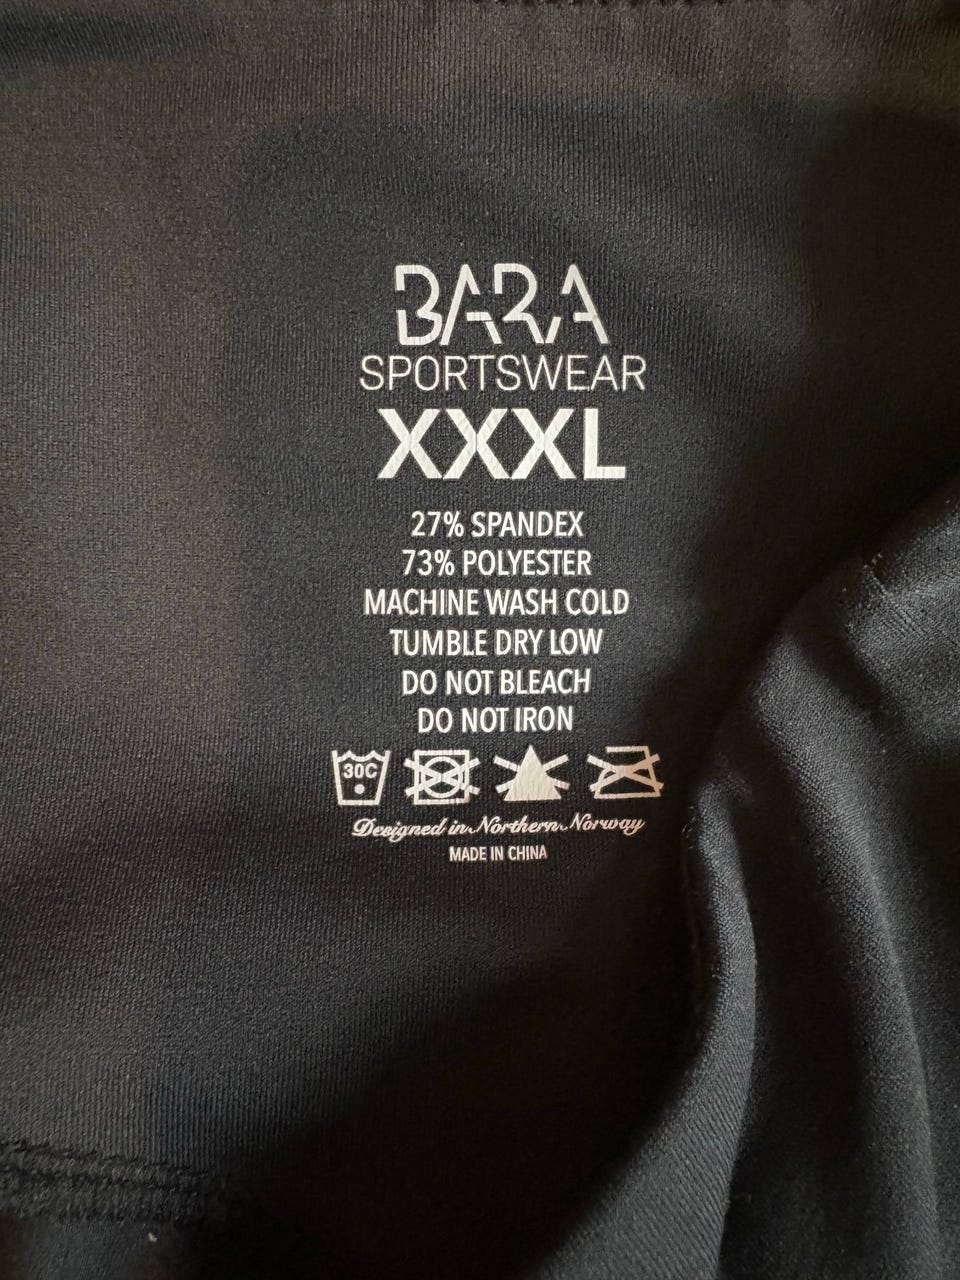 BARA
SPORTSWEAR
XXXL
27% SPANDEX
73% POLYESTER
MACHINE WASH COLD
TUMBLE DRY LOW
DO NOT BLEACH
DO NOT IRON
30C
Designed in Northern Norway
MADE IN CHINA